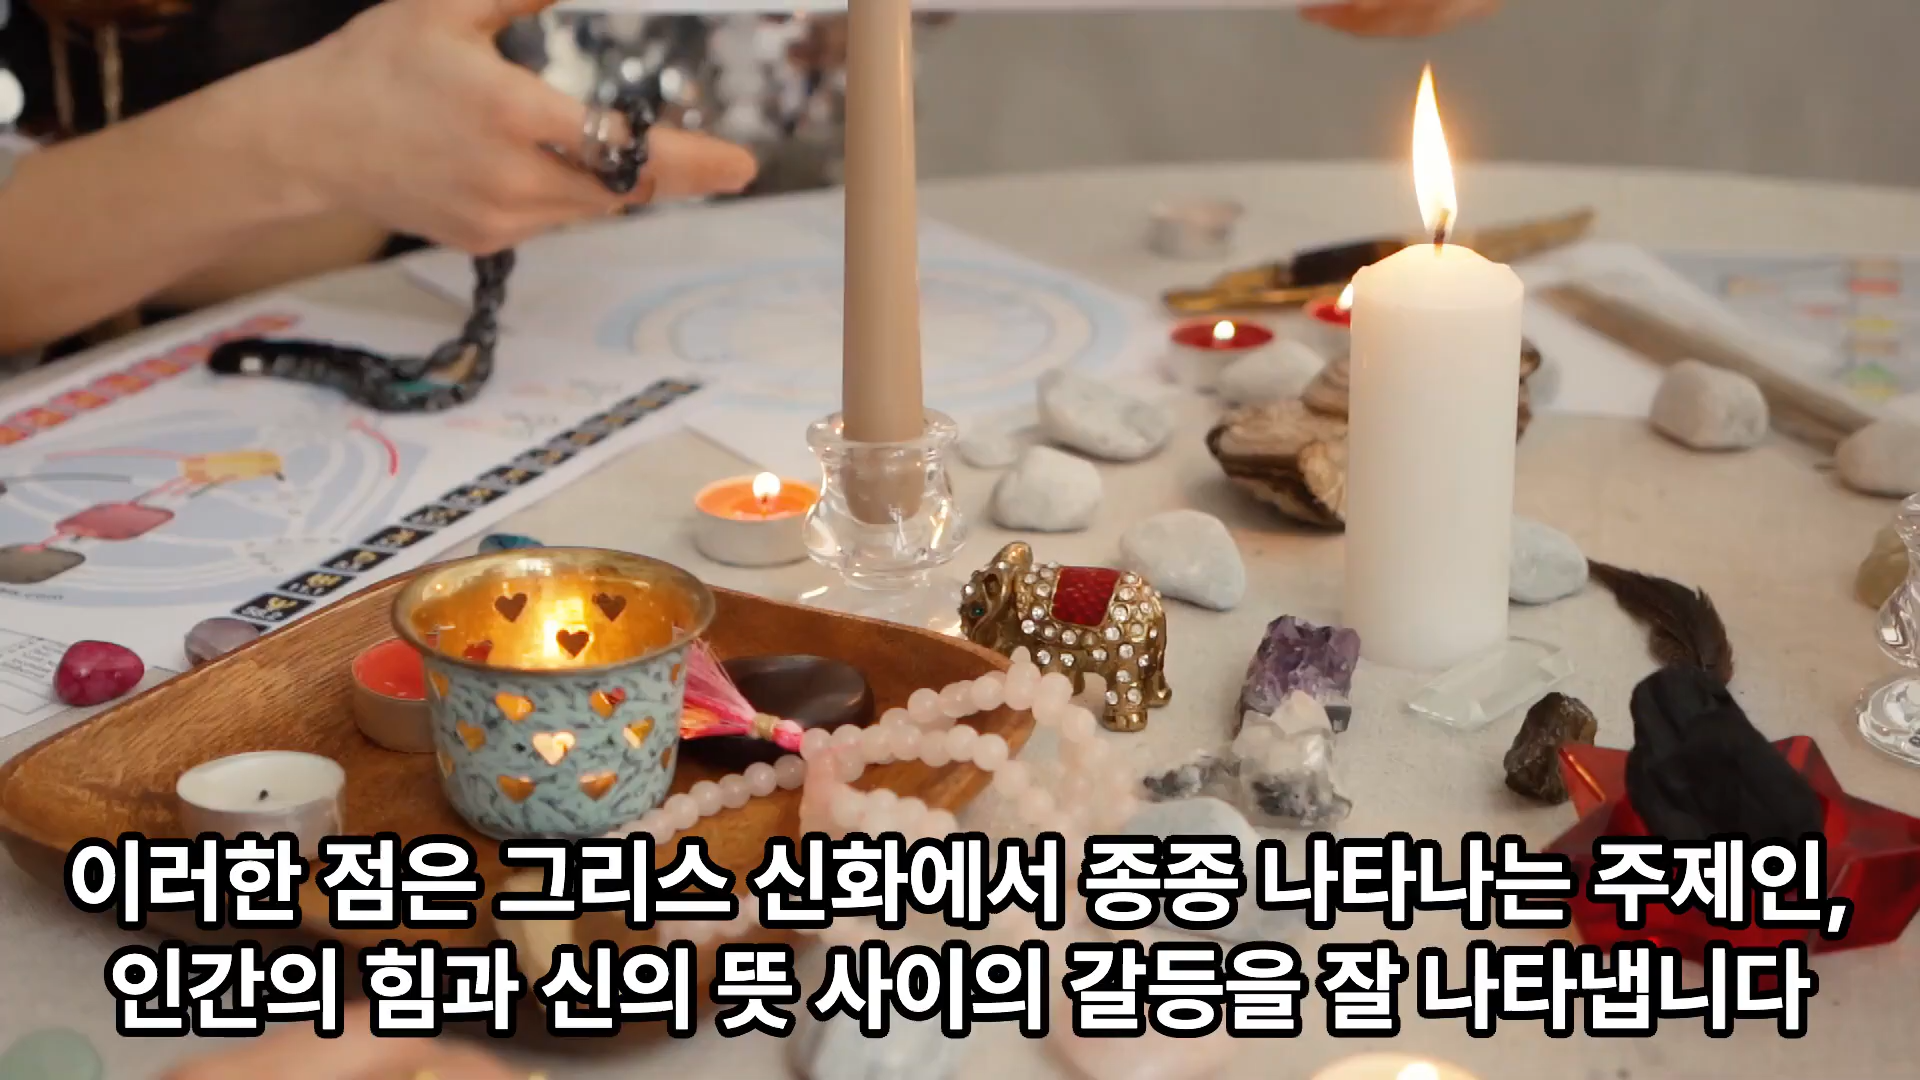 이러한 점은 그리스 신화에서 종종 나타나는 주제인,
인간의 힘과 신의 뜻 사이의 갈등을 잘 나타냅니다